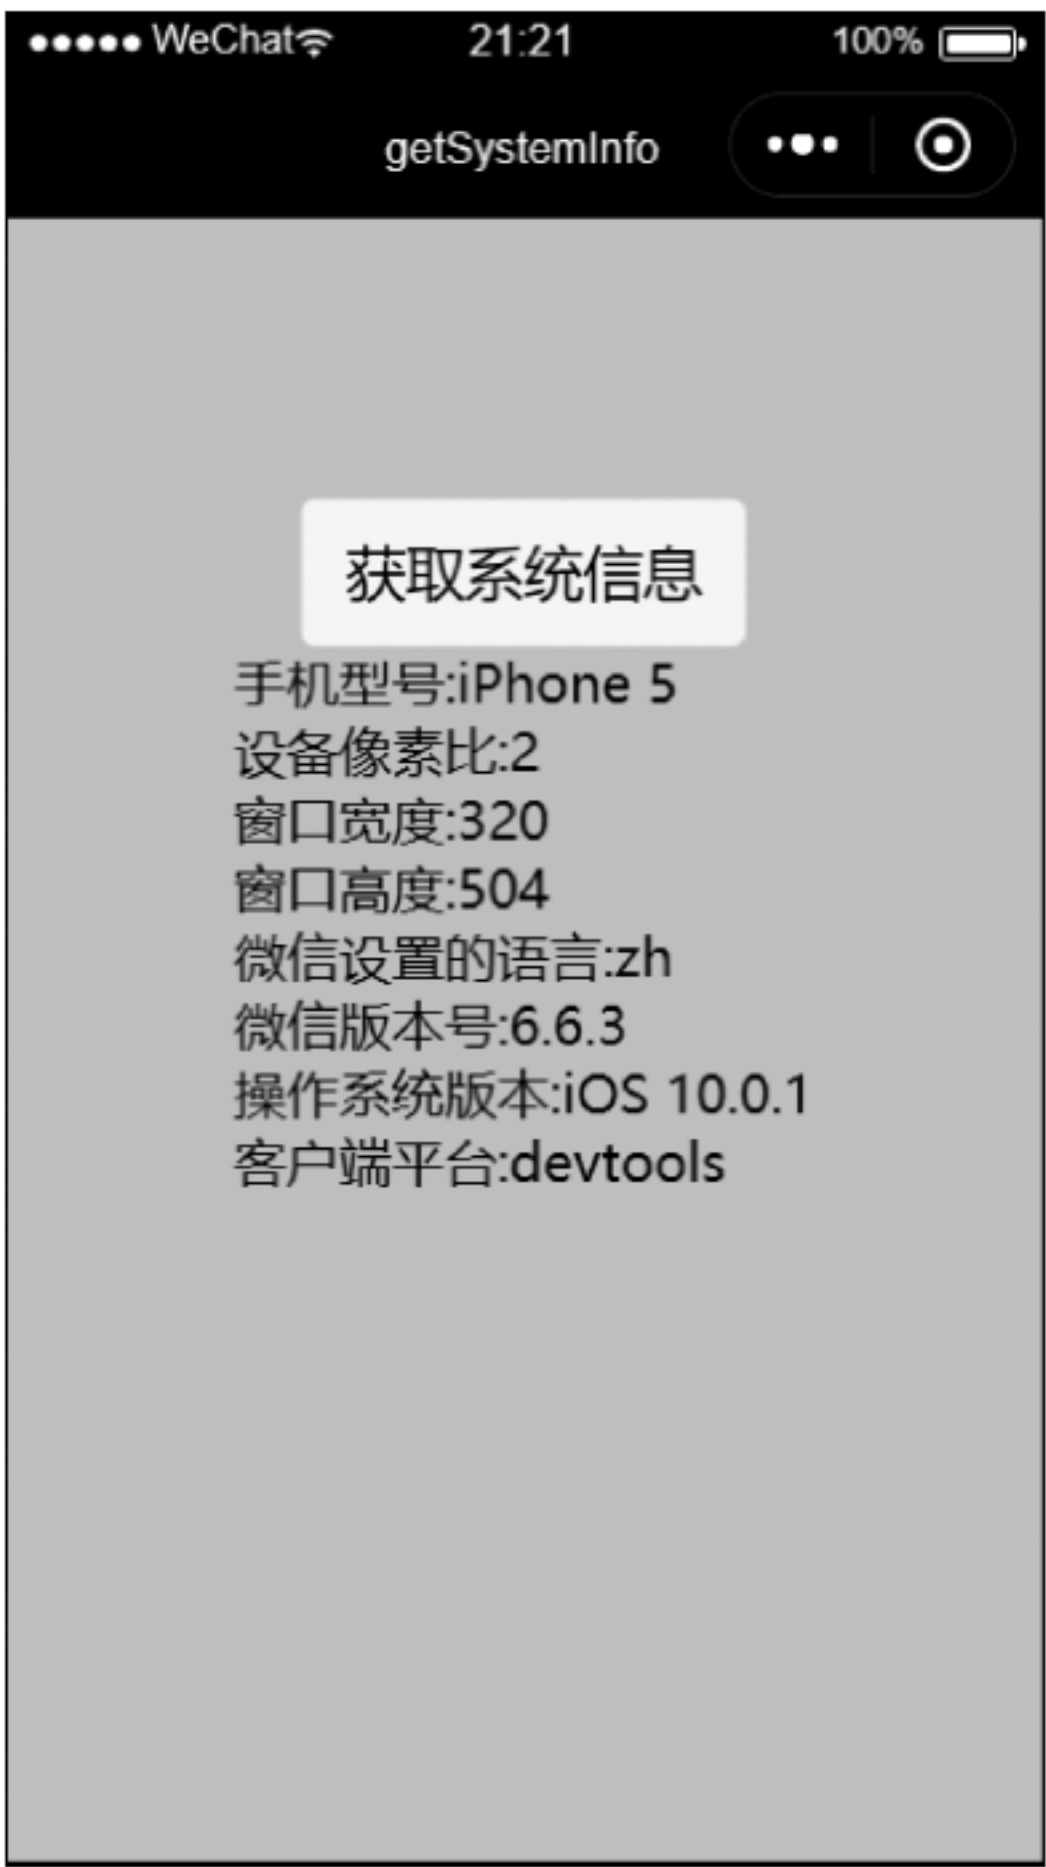 WeChat 21:21 100%
getSystemInfo
获取系统信息
手机型号:iPhone 5
设备像素比:2
窗口宽度:320
窗口高度:504
微信设置的语言:zh
微信版本号:6.6.3
操作系统版本:iOS 10.0.1
客户端平台:devtools